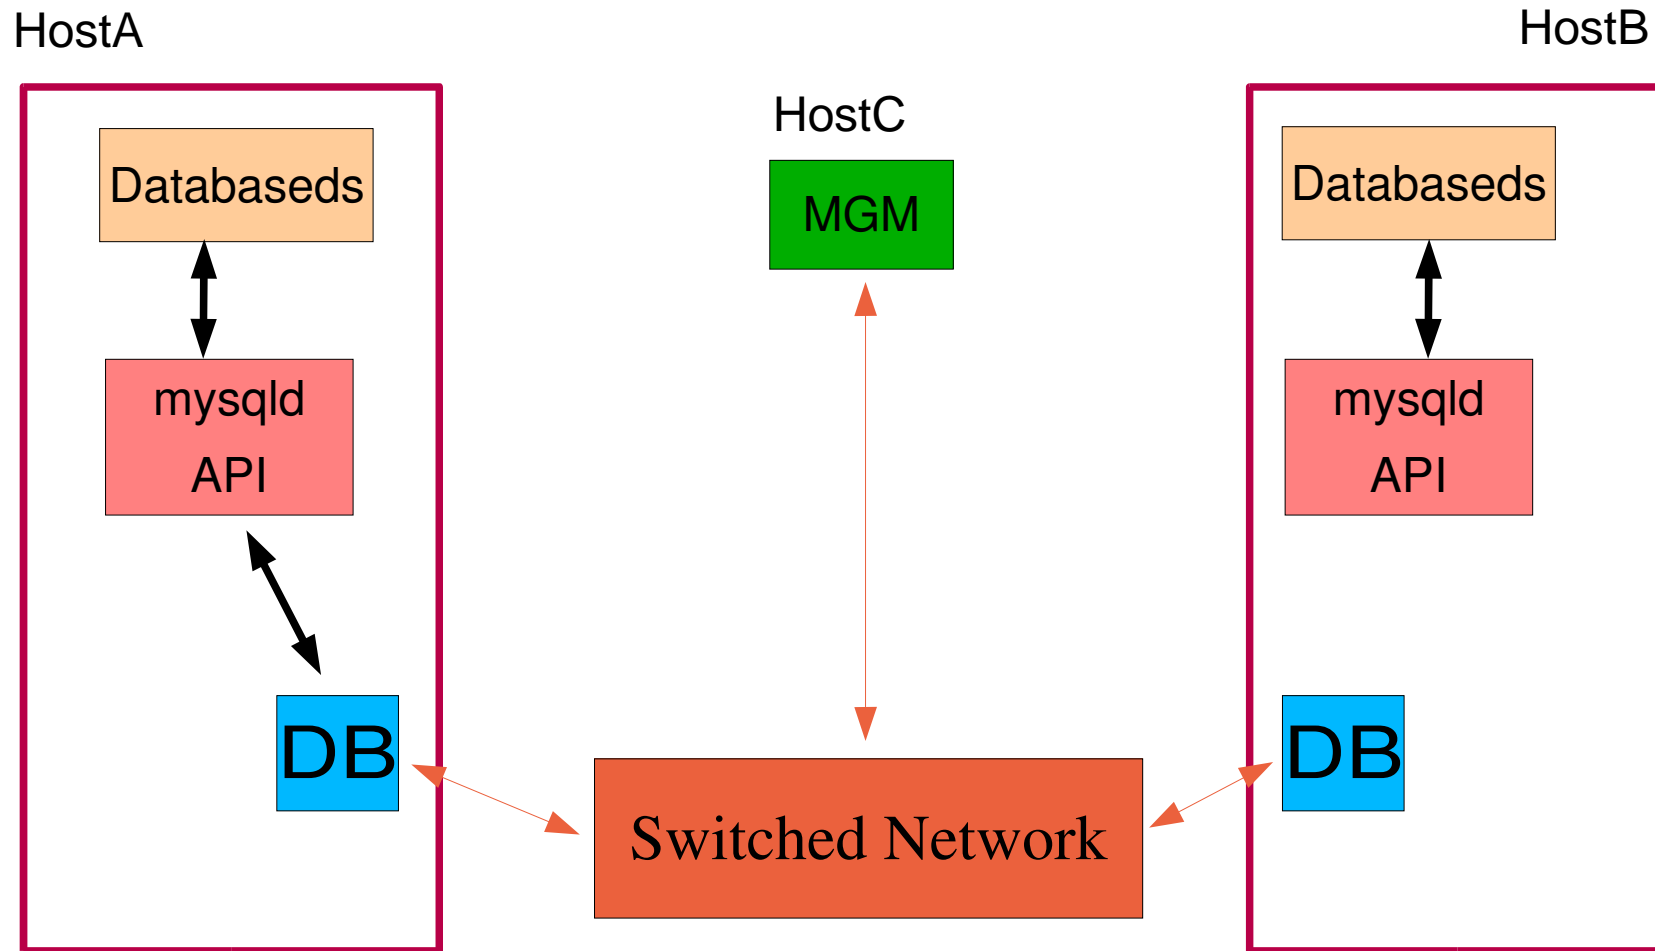 HostA
HostB
HostC
Databaseds
MGM
Databaseds
mysqld
API
mysqld
API
DB
DB
Switched Network